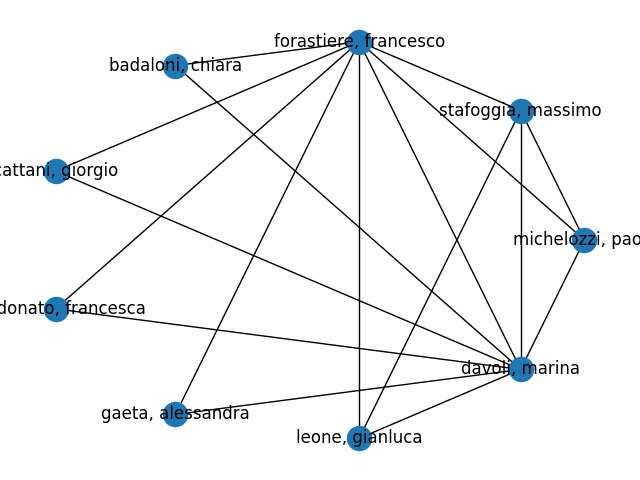 forastiere, francesco
badaloni, chiara
stafoggia, massimo
cattani, giorgio
michelozzi, pao
donato, francesca
davoli, marina
gaeta, alessandra
leone, gianluca